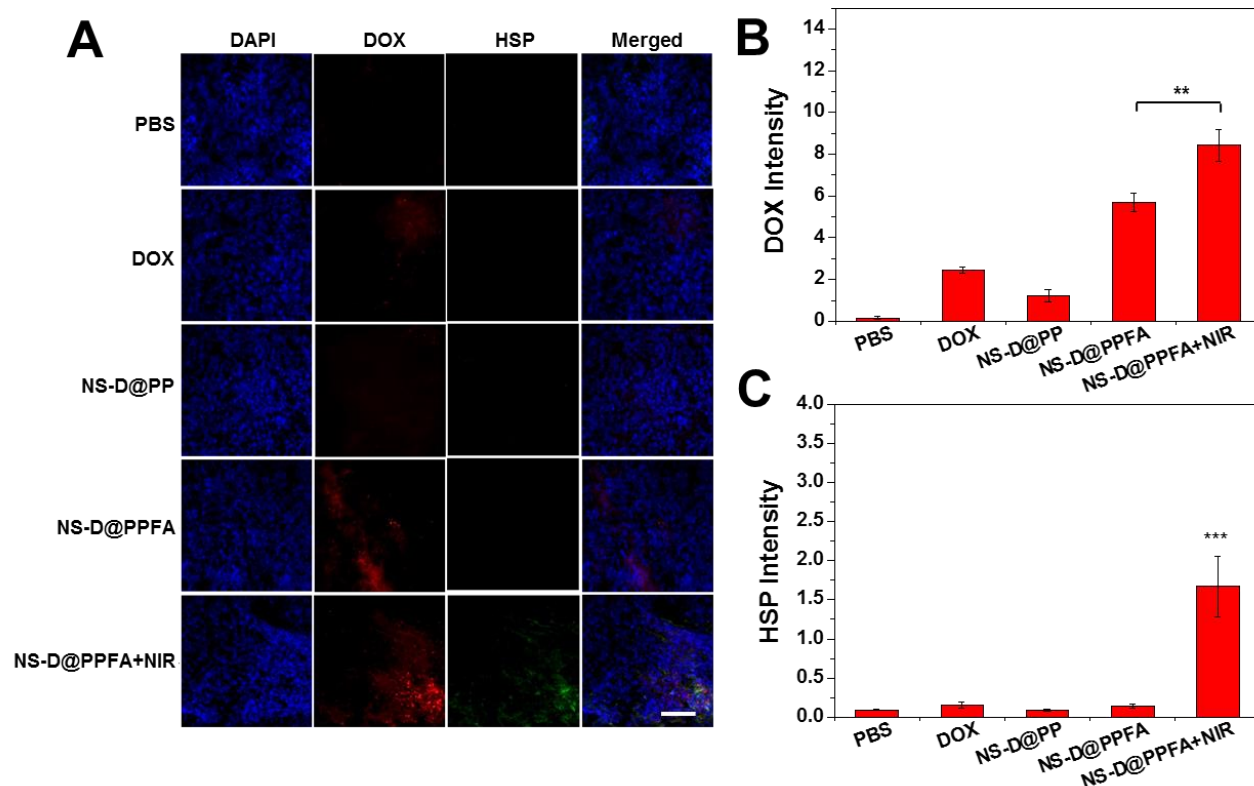 A
DAPI DOX HSP Merged
PBS
DOX
NS-D@PP
NS-D@PPFA
NS-D@PPFA+NIR
B
DOX Intensity
14
12
10
8
6
4
2
0
**
PBS DOX NS-D@PP NS-D@PPFA NS-D@PPFA+NIR
C
HSP Intensity
4.0
3.5
3.0
2.5
2.0
1.5
1.0
0.5
0.0
***
PBS DOX NS-D@PP NS-D@PPFA NS-D@PPFA+NIR